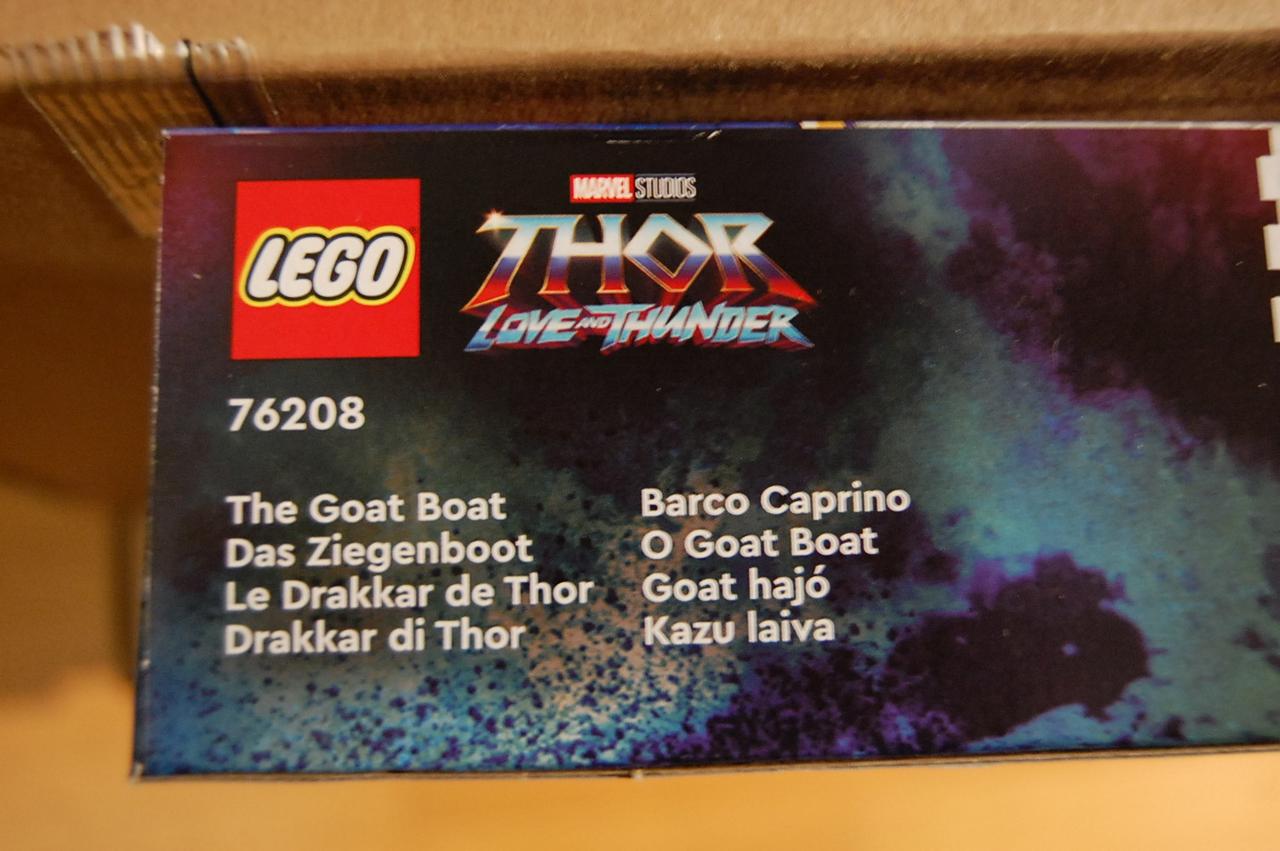 LEGO
MARVEL STUDIOS
THOR
LOVE AND THUNDER
76208
The Goat Boat
Das Ziegenboot
Le Drakkar de Thor
Drakkar di Thor
Barco Caprino
O Goat Boat
Goat hajó
Kazu laiva